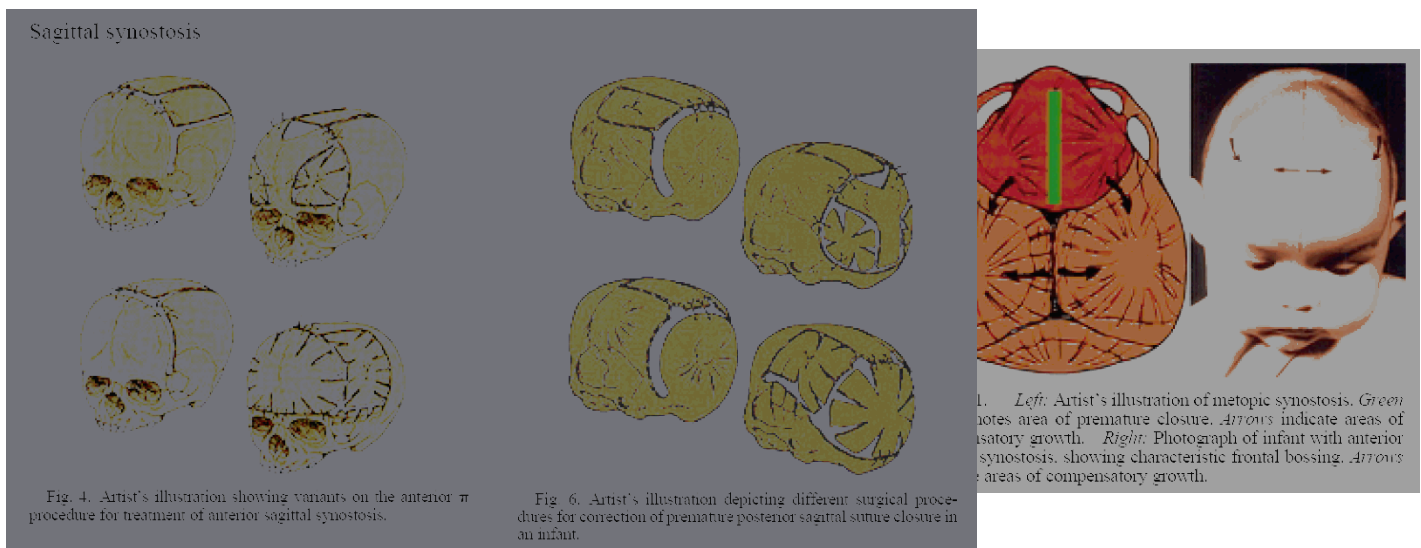 Sagittal synostosis
Fig. 4. Artist's illustration showing variants on the anterior π
procedure for treatment of anterior sagittal synostosis.
Fig. 6. Artist's illustration depicting different surgical proce-
dures for correction of premature posterior sagittal suture closure in
an infant.
1. Left: Artist's illustration of metopic synostosis. Green
notes area of premature closure. Arrows indicate areas of
nsatory growth. Right: Photograph of infant with anterior
synostosis, showing characteristic frontal bossing. Arrows
areas of compensatory growth.